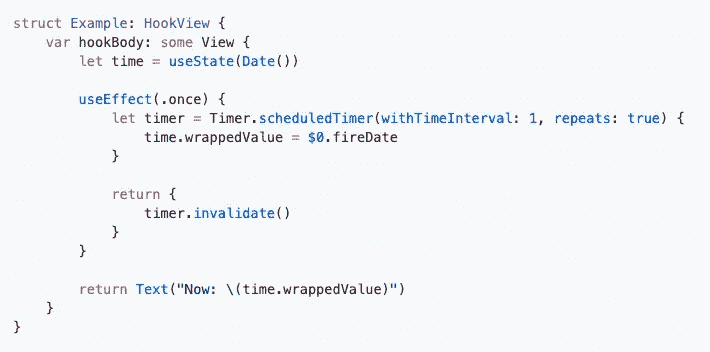 struct Example: HookView {
    var hookBody: some View {
        let time = useState(Date())

        useEffect(.once) {
            let timer = Timer.scheduledTimer(withTimeInterval: 1, repeats: true) {
                time.wrappedValue = $0.fireDate
            }

            return {
                timer.invalidate()
            }
        }

        return Text("Now: \(time.wrappedValue)")
    }
}